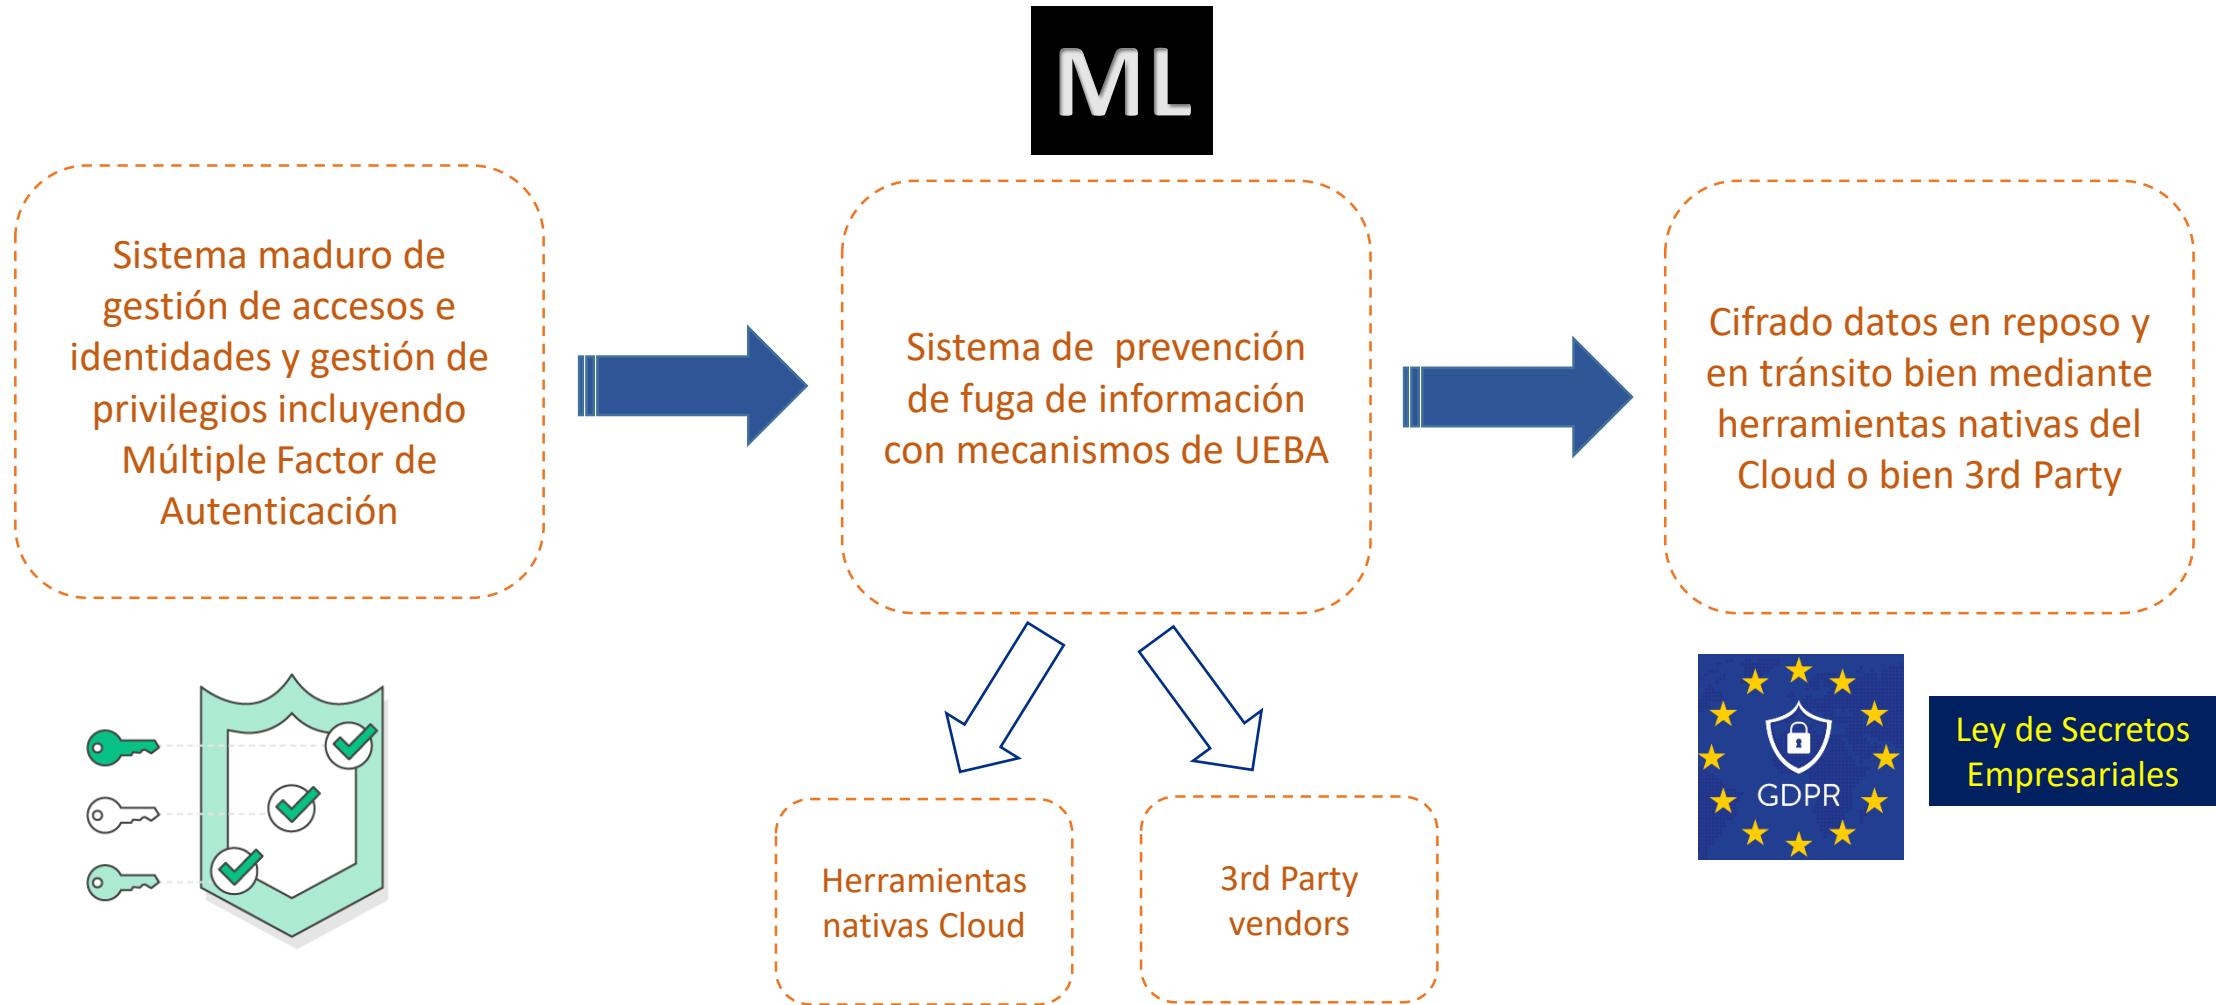 ML
Sistema maduro de
gestión de accesos e
identidades y gestión de
privilegios incluyendo
Múltiple Factor de
Autenticación
Sistema de  prevención
de fuga de información
con mecanismos de UEBA
Cifrado datos en reposo y
en tránsito bien mediante
herramientas nativas del
Cloud o bien 3rd Party
Herramientas
nativas Cloud
3rd Party
vendors
GDPR
Ley de Secretos
Empresariales